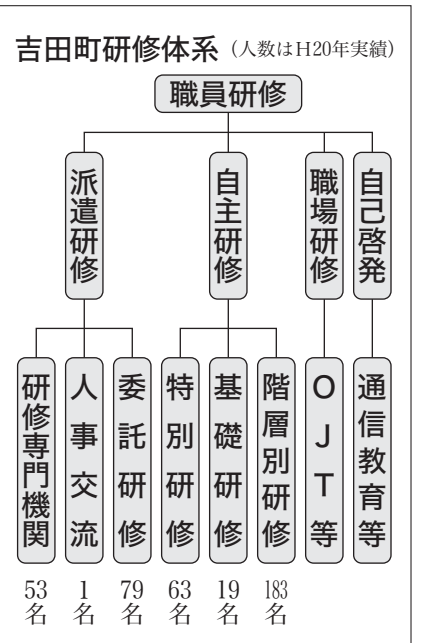 吉田町研修体系（人数はH20年実績）
職員研修
派遣研修
自主研修
職場研修
自己啓発
研修専門機関
人事交流
委託研修
特別研修
基礎研修
階層別研修
OJT等
通信教育等
53名
1名
79名
63名
19名
183名